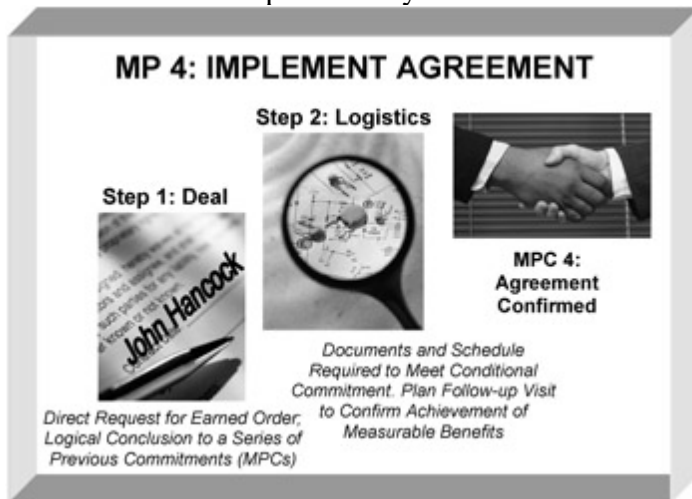 MP 4: IMPLEMENT AGREEMENT
Step 2: Logistics
Step 1: Deal
John Hancock
MPC 4:
Agreement
Confirmed
Documents and Schedule
Required to Meet Conditional
Commitment. Plan Follow-up Visit
to Confirm Achievement of
Measurable Benefits
Direct Request for Earned Order;
Logical Conclusion to a Series of
Previous Commitments (MPCs)